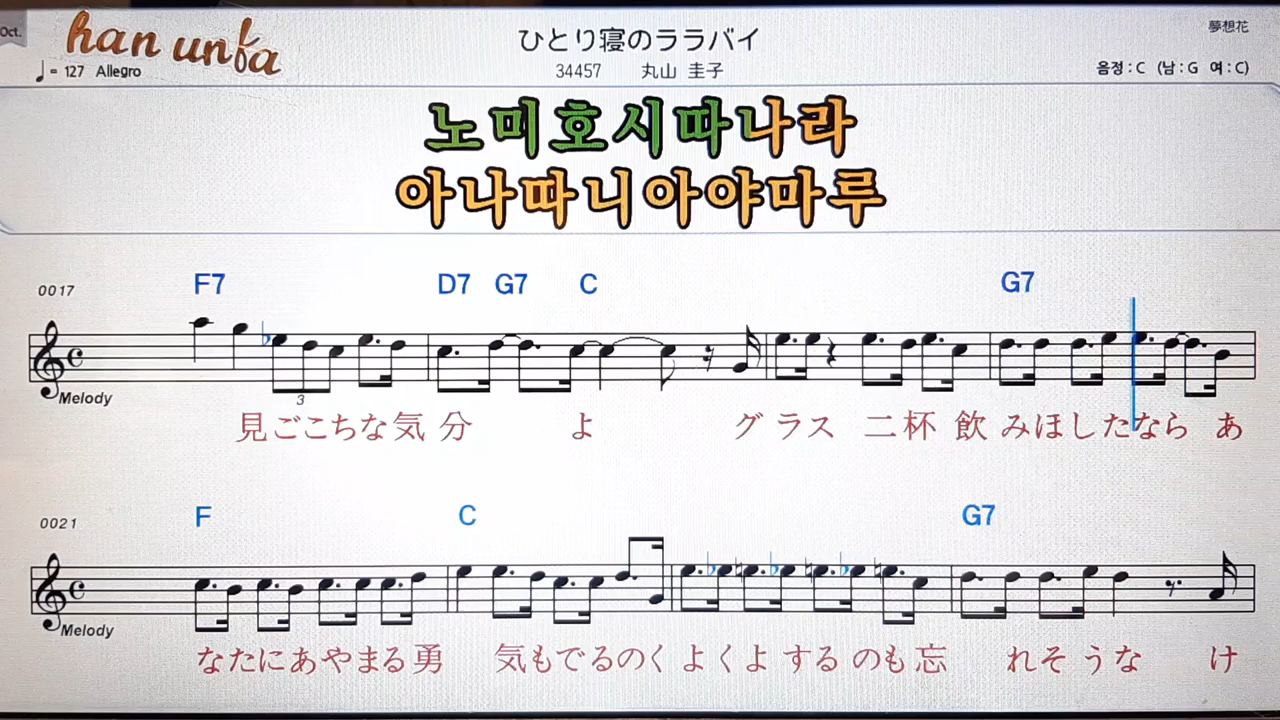 Oct.
han unfa
♩= 127 Allegro
ひとり寝のララバイ
34457 丸山 圭子
夢想花
음정 : C (남 : G 여 : C)
노미호시따나라
아나따니아야마루
0017
F7 D7 G7 C G7
3
Melody
見ごこちな気 分 よ グ ラス 二杯 飲 みほしたなら あ
0021
F C G7
Melody
なたにあやまる勇 気もでるのく よくよ する のも 忘 れそ うな け